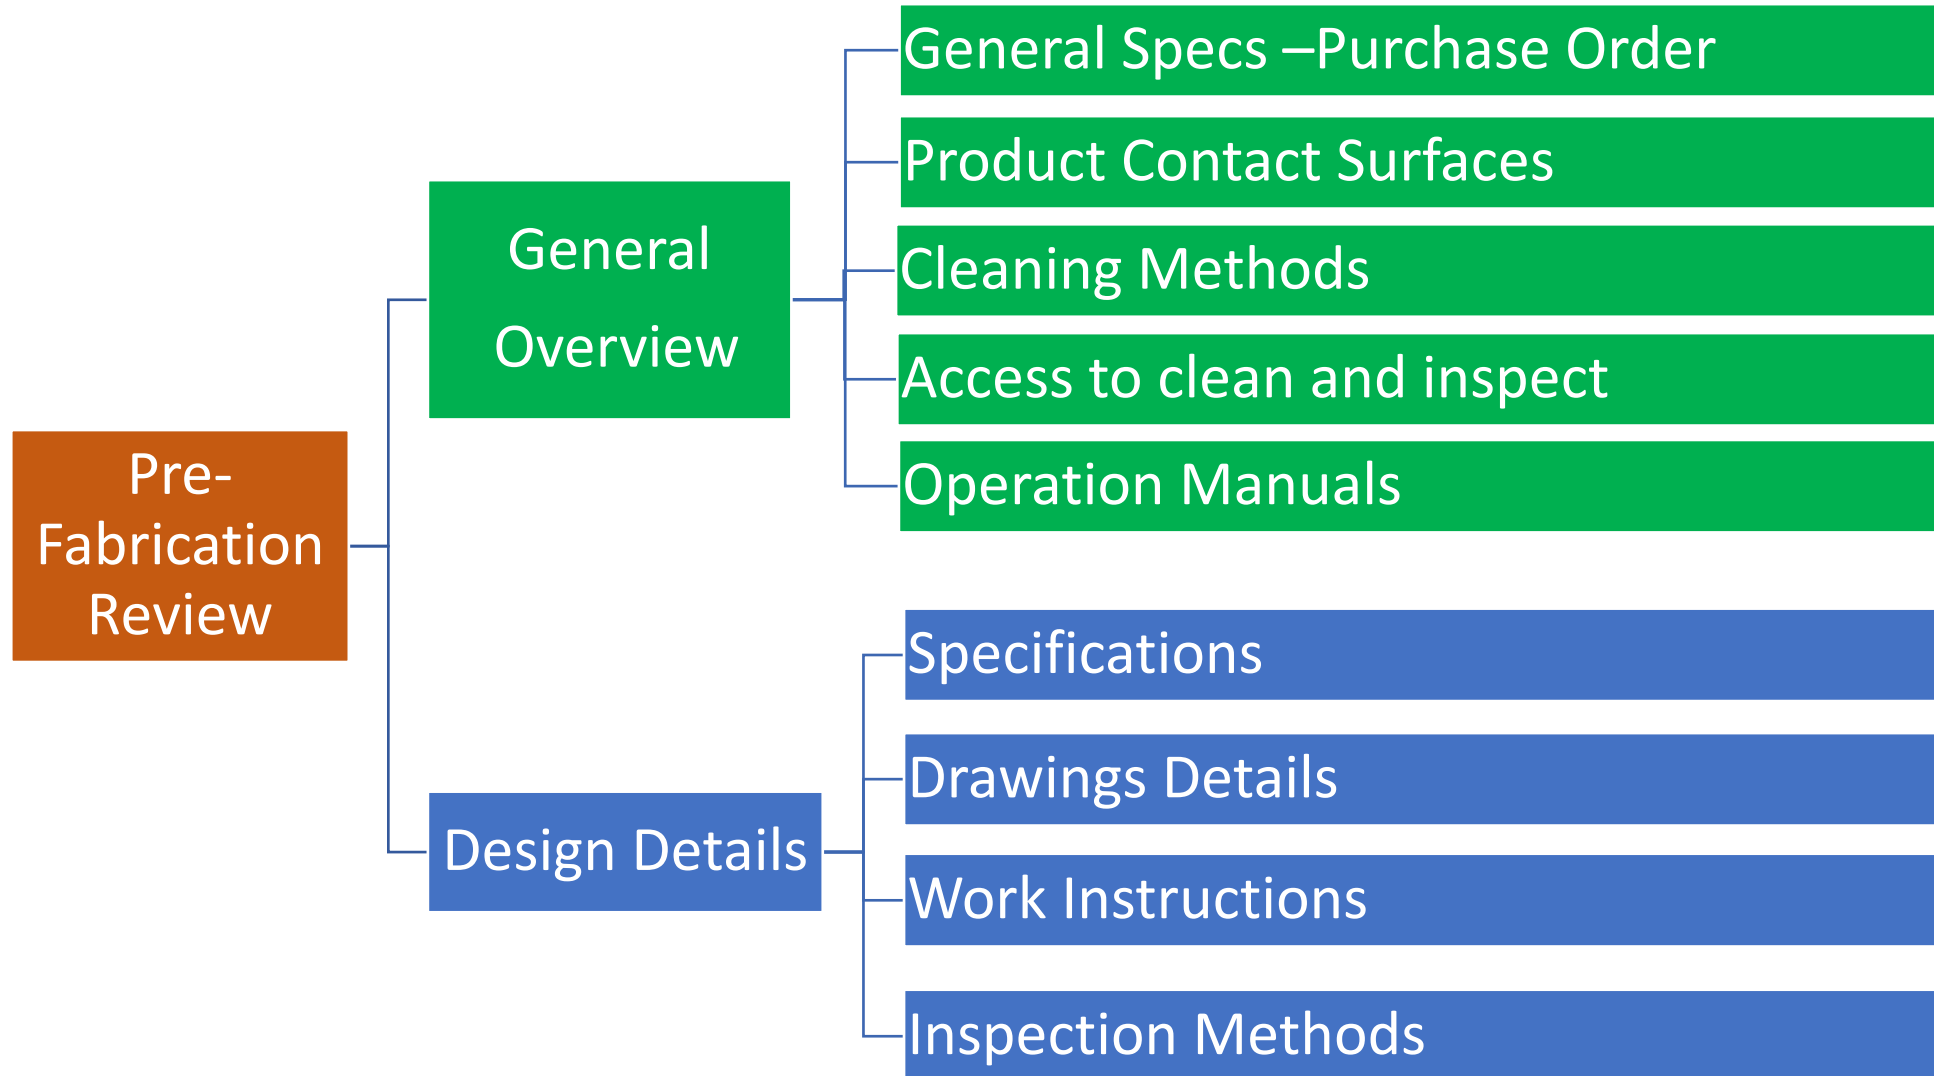 Pre-
Fabrication
Review
General
Overview
General Specs –Purchase Order
Product Contact Surfaces
Cleaning Methods
Access to clean and inspect
Operation Manuals
Design Details
Specifications
Drawings Details
Work Instructions
Inspection Methods